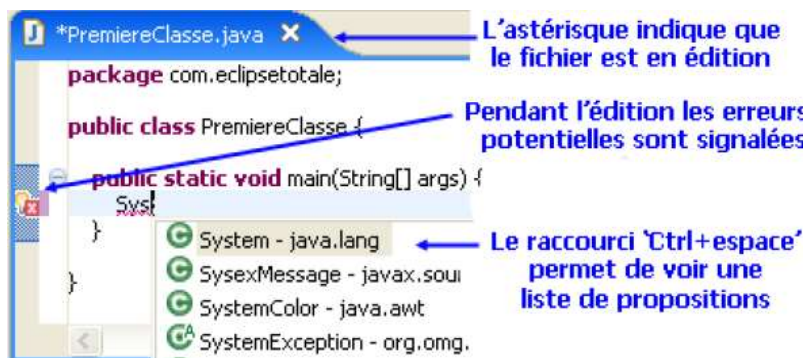 *PremiereClasse.java
L'astérisque indique que
le fichier est en édition
package com.eclipsetotale;
public class PremiereClasse {
Pendant l'édition les erreurs
potentielles sont signalées
public static void main(String[] args) {
Sys
}
System - java.lang
SysexMessage - javax.soun
SystemColor - java.awt
SystemException - org.omg.
}
Le raccourci 'Ctrl+espace'
permet de voir une
liste de propositions